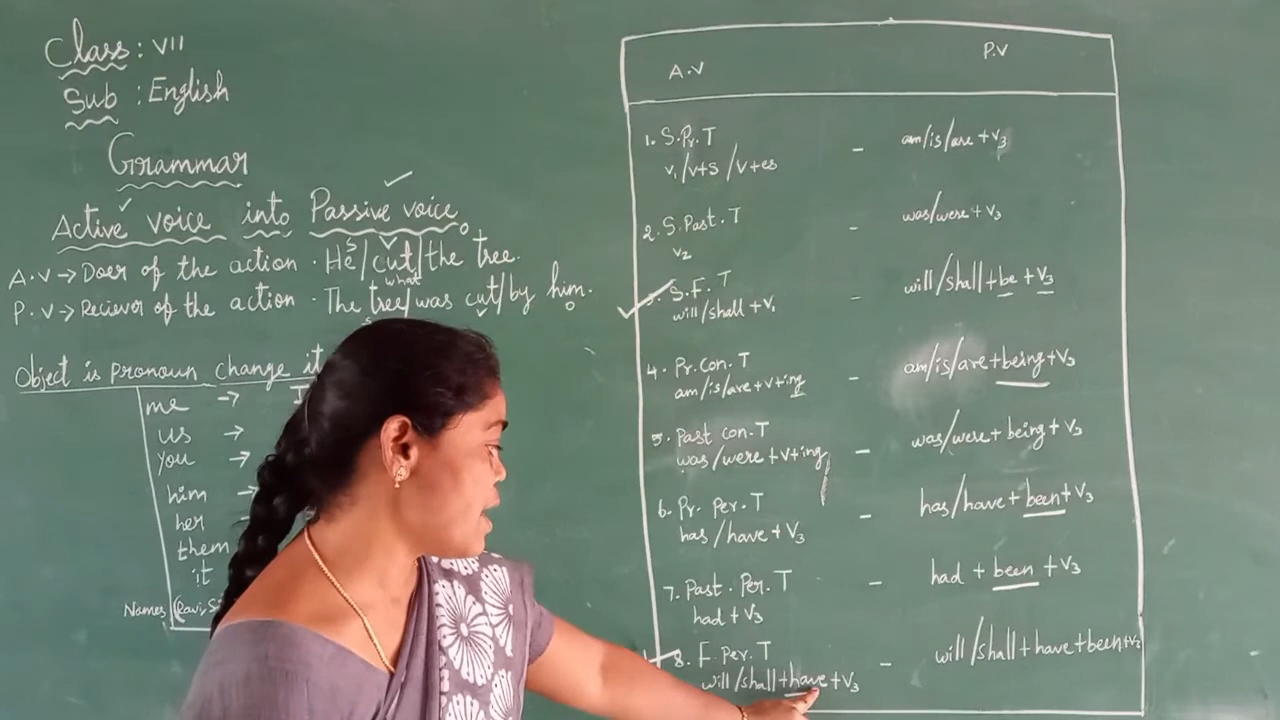 Class : VII
Sub : English
Grammar
Active voice into Passive voice
A.V → Doer of the action . He/cut/the tree.
P.V → Reciever of the action . The tree/was cut/by him.
Object is pronoun change it
me → I
us →
you →
him →
her
them
it
Names (Ravi,
A.V P.V
1. S.Pr.T - am/is/are + V3
V1/V+S /V+es
2. S.Past.T - was/were + V3
V2
3. S.F.T - will/shall + be + V3
will/shall + V1
4. Pr.Con.T - am/is/are + being + V3
am/is/are + V + ing
5. Past con.T - was/were + being + V3
was/were + V + ing
6. Pr. Per.T - has/have + been + V3
has/have + V3
7. Past. Per. T - had + been + V3
had + V3
8. F. Per. T - will/shall + have + been +
will/shall + have + V3